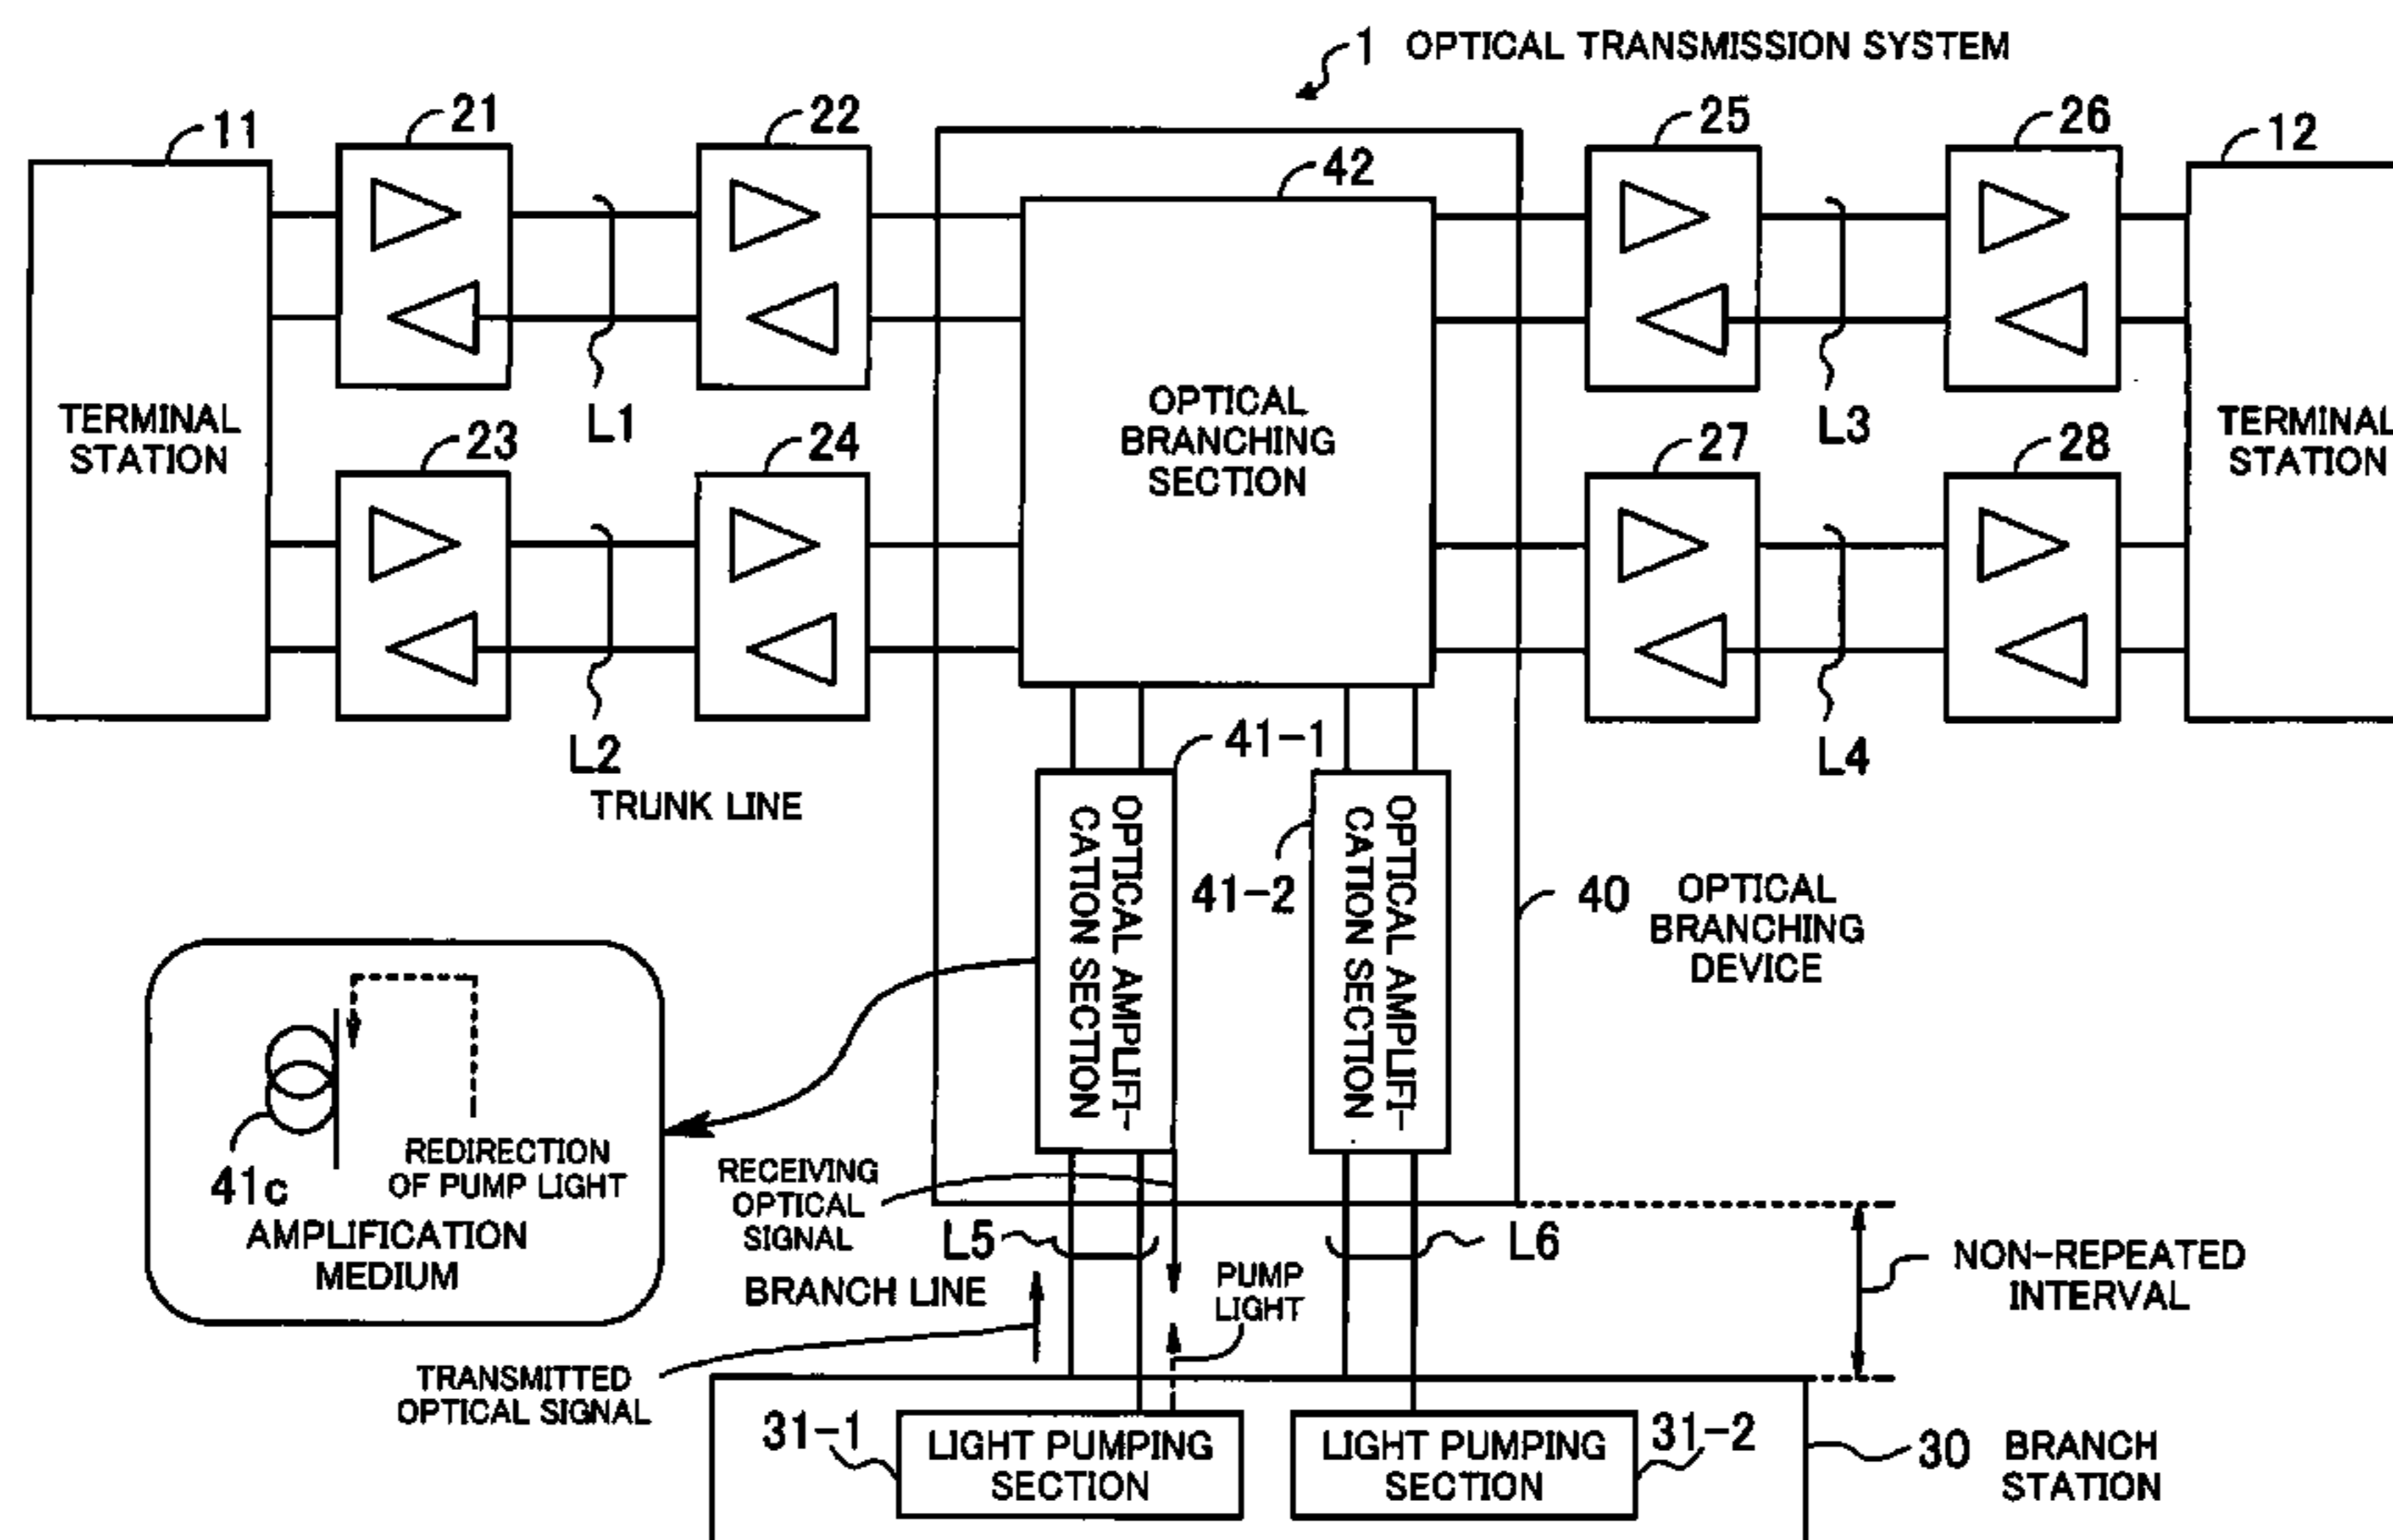 1 OPTICAL TRANSMISSION SYSTEM
11
21
22
25
26
12
42
TERMINAL
STATION
L1
OPTICAL
BRANCHING
SECTION
L3
TERMINAL
STATION
23
24
27
28
L2
L4
TRUNK LINE
41-1
OPTICAL AMPLIFI-
CATION SECTION
41-2
OPTICAL AMPLIFI-
CATION SECTION
40 OPTICAL
BRANCHING
DEVICE
41c
REDIRECTION
OF PUMP LIGHT
AMPLIFICATION
MEDIUM
RECEIVING
OPTICAL
SIGNAL
L5
L6
BRANCH LINE
PUMP
LIGHT
NON-REPEATED
INTERVAL
TRANSMITTED
OPTICAL SIGNAL
31-1
LIGHT PUMPING
SECTION
LIGHT PUMPING
SECTION
31-2
30 BRANCH
STATION